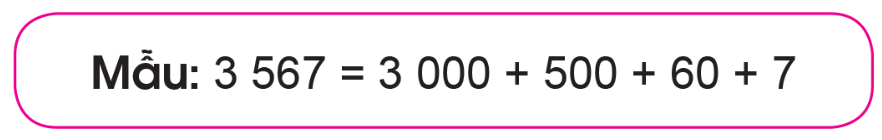 Mẫu: 3 567 = 3 000 + 500 + 60 + 7